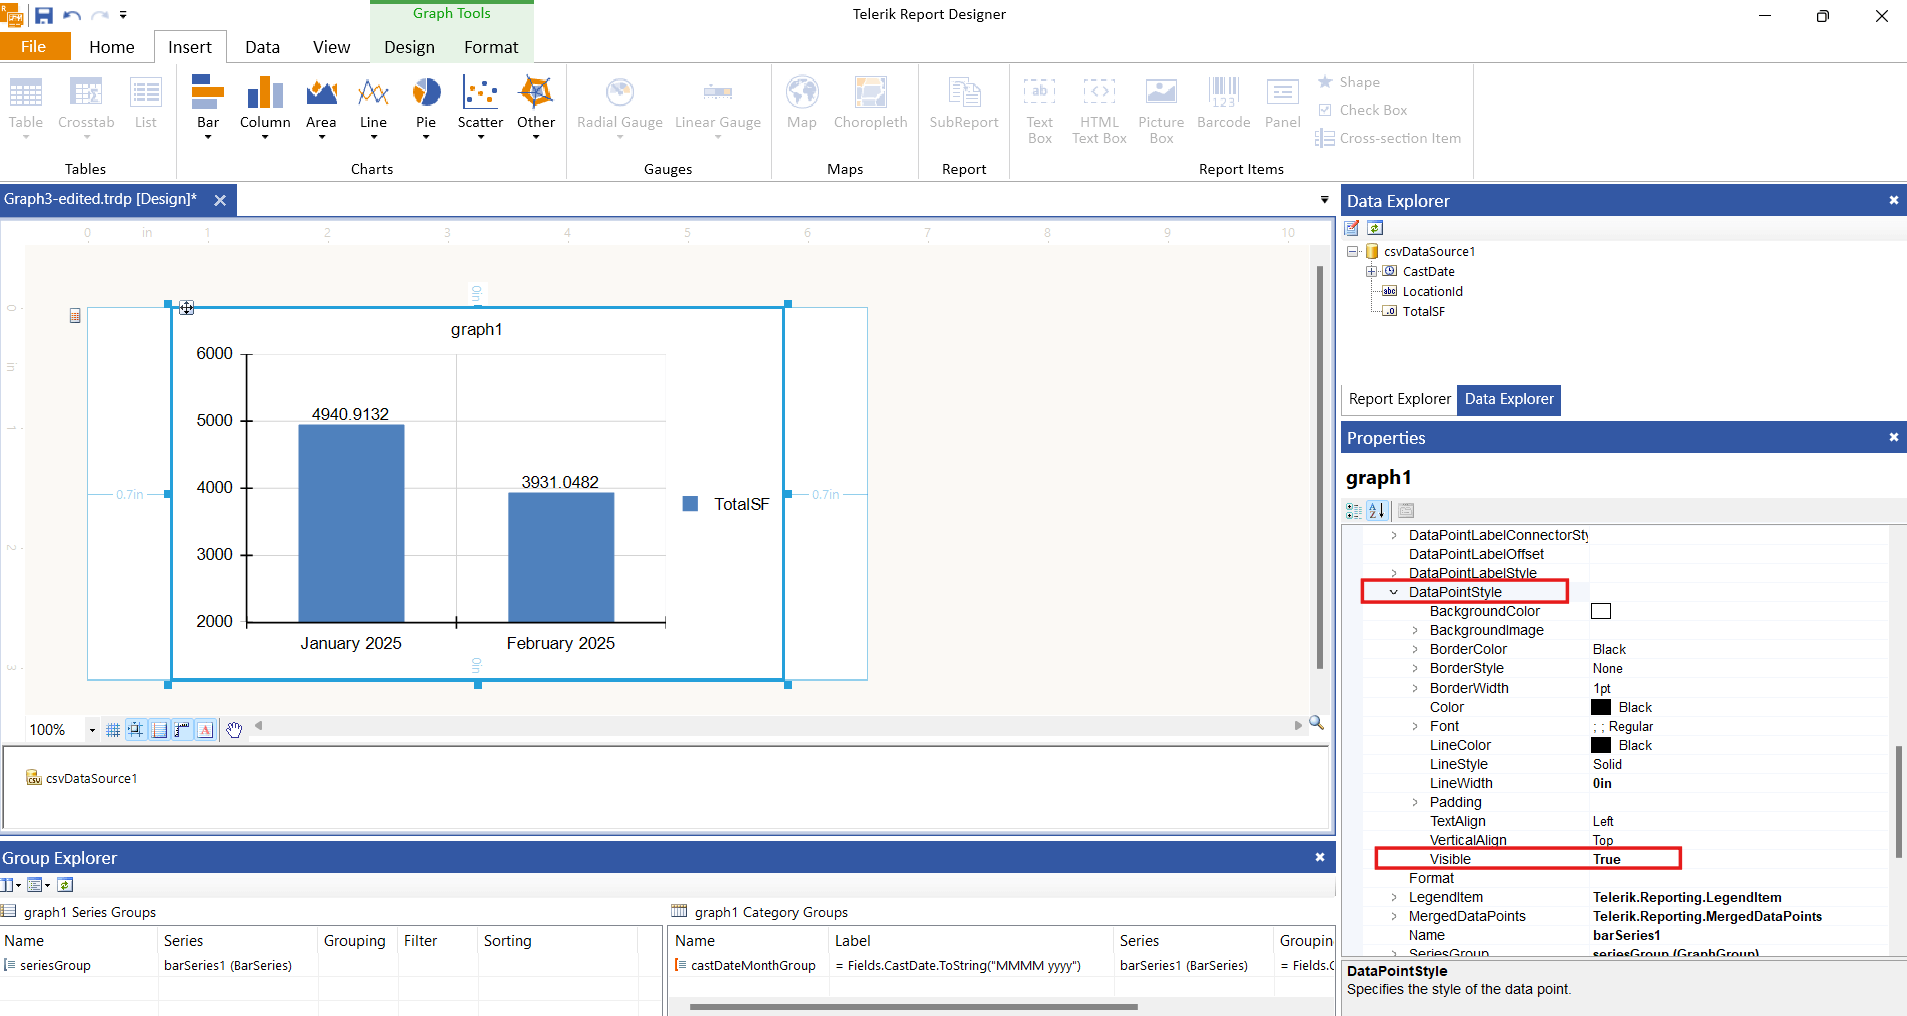 Graph Tools
Telerik Report Designer
File Home Insert Data View Design Format
Table Crosstab List Bar Column Area Line Pie Scatter Other Radial Gauge Linear Gauge Map Choropleth SubReport Text Box HTML Text Box Picture Box Barcode Panel Shape
Check Box
Cross-section Item
Tables Charts Gauges Maps Report Report Items
Graph3-edited.trdp [Design]*
0 in 1 2 3 4 5 6 7 8 9 10
0 in 1 2 3
0in
graph1
6000
4940.9132
5000
3931.0482
4000
0.7in
0.7in
TotalSF
3000
2000
January 2025 February 2025
0in
100%
csvDataSource1
Group Explorer
graph1 Series Groups
Name Series Grouping Filter Sorting
seriesGroup barSeries1 (BarSeries)
graph1 Category Groups
Name Label Series Groupin
castDateMonthGroup = Fields.CastDate.ToString("MMMM yyyy") barSeries1 (BarSeries) = Fields.C
Data Explorer
csvDataSource1
CastDate
LocationId
TotalSF
Report Explorer Data Explorer
Properties
graph1
DataPointLabelConnectorSty
DataPointLabelOffset
DataPointLabelStyle
DataPointStyle
BackgroundColor
BackgroundImage
BorderColor Black
BorderStyle None
BorderWidth 1pt
Color Black
Font ; ; Regular
LineColor Black
LineStyle Solid
LineWidth 0in
Padding
TextAlign Left
VerticalAlign Top
Visible True
Format
LegendItem Telerik.Reporting.LegendItem
MergedDataPoints Telerik.Reporting.MergedDataPoints
Name barSeries1
SeriesGroup seriesGroup (GraphGroup)
DataPointStyle
Specifies the style of the data point.